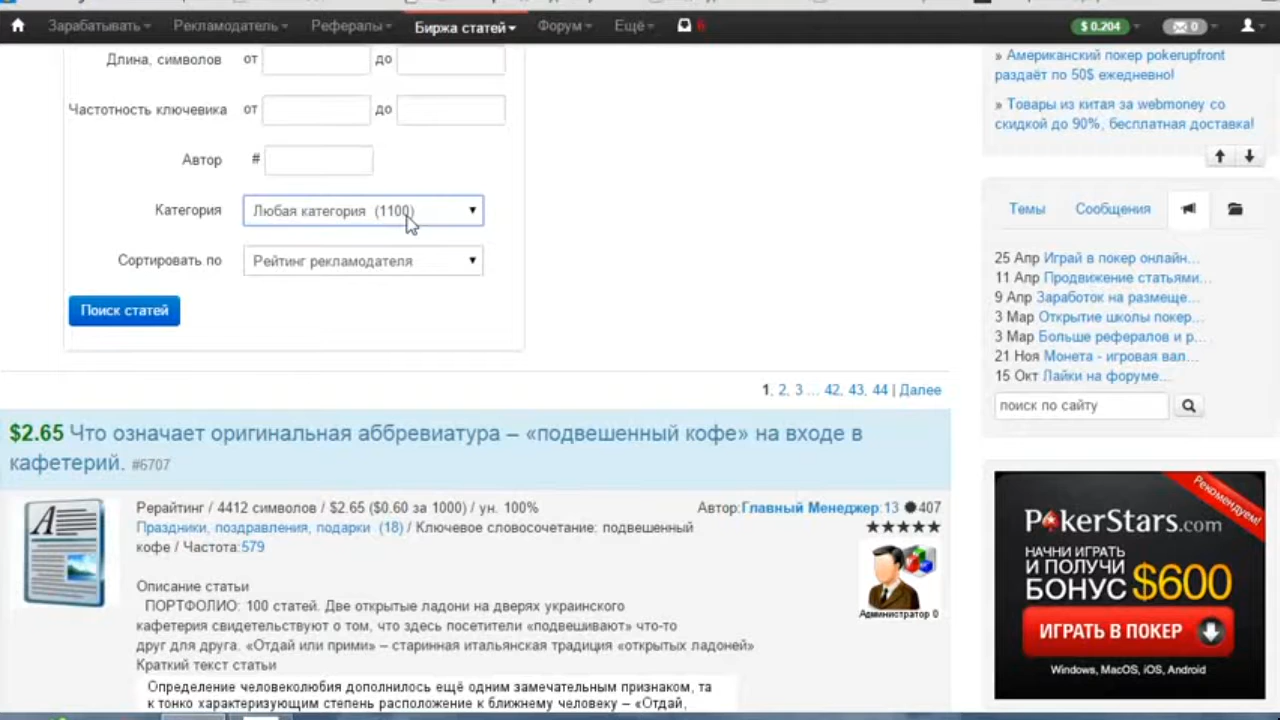 Зарабатывать Рекламодатель Рефералы Биржа статей Форум Ещё 6 $ 0.204 0
Длина, символов от до
Частотность ключевика от до
Автор #
Категория Любая категория (1100)
Сортировать по Рейтинг рекламодателя
Поиск статей
1, 2, 3 ... 42, 43, 44 | Далее
$2.65 Что означает оригинальная аббревиатура – «подвешенный кофе» на входе в
кафетерий. #6707
Рерайтинг / 4412 символов / $2.65 ($0.60 за 1000) / ун. 100%
Праздники, поздравления, подарки (18) / Ключевое словосочетание: подвешенный
кофе / Частота:579
Автор:Главный Менеджер:13 407
★★★★★
Администратор 0
Описание статьи
ПОРТФОЛИО: 100 статей. Две открытые ладони на дверях украинского
кафетерия свидетельствуют о том, что здесь посетители «подвешивают» что-то
друг для друга. «Отдай или прими» – старинная итальянская традиция «открытых ладоней»
Краткий текст статьи
Определение человеколюбия дополнилось ещё одним замечательным признаком, та
к тонко характеризующим степень расположение к ближнему человеку – «Отдай,
» Американский покер pokerupfront
раздаёт по 50$ ежедневно!
» Товары из китая за webmoney со
скидкой до 90%, бесплатная доставка!
Темы Сообщения
25 Апр Играй в покер онлайн...
11 Апр Продвижение статьями...
9 Апр Заработок на размеще...
3 Мар Открытие школы покер...
3 Мар Больше рефералов и р...
21 Ноя Монета - игровая вал...
15 Окт Лайки на форуме...
поиск по сайту
Рекомендуем!
PokerStars.com
НАЧНИ ИГРАТЬ
И ПОЛУЧИ
БОНУС $600
ИГРАТЬ В ПОКЕР
Windows, MacOS, iOS, Android